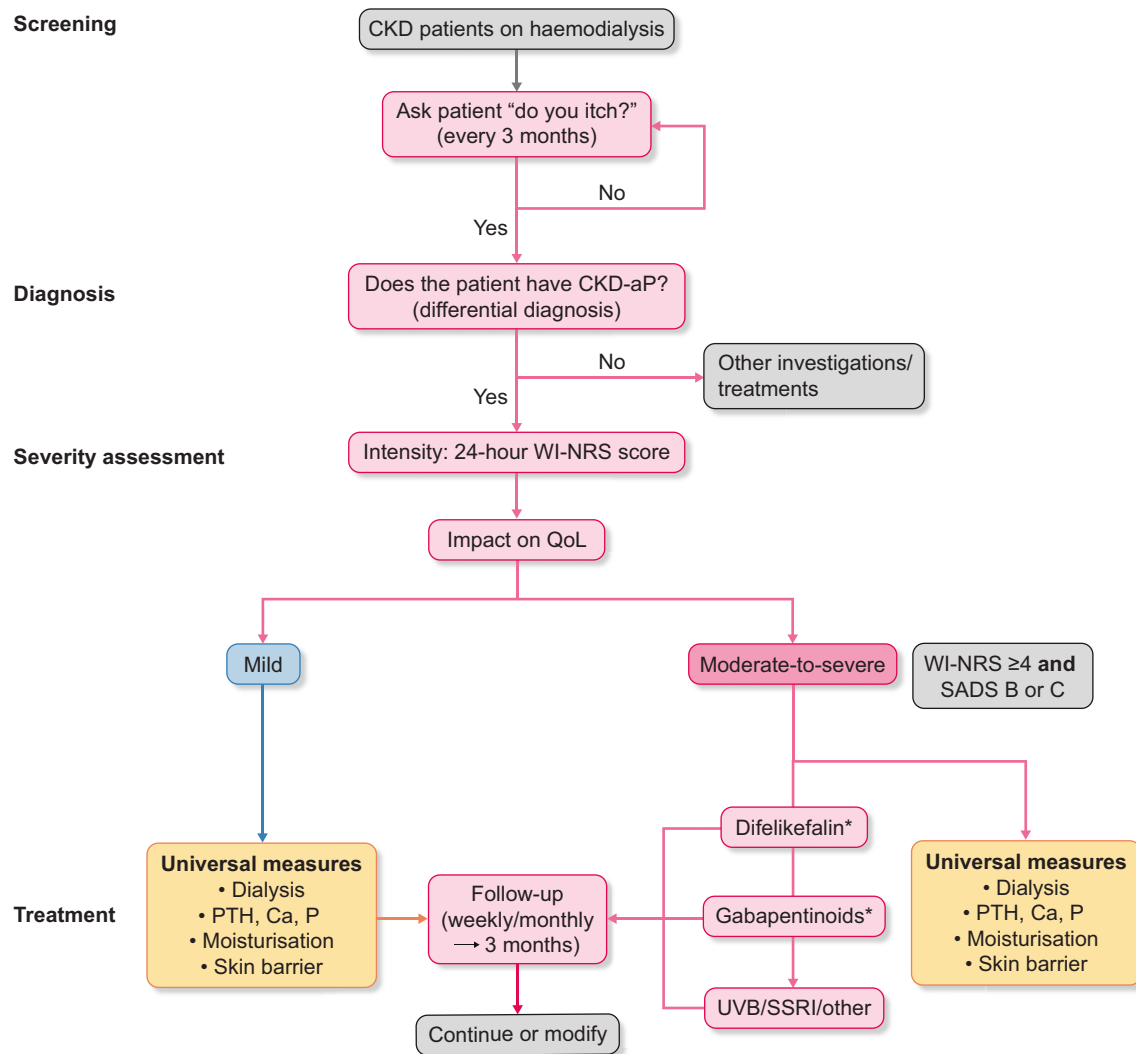 Screening
CKD patients on haemodialysis
Ask patient “do you itch?”
(every 3 months)
No
Yes
Diagnosis
Does the patient have CKD-aP?
(differential diagnosis)
No
Other investigations/
treatments
Yes
Severity assessment
Intensity: 24-hour WI-NRS score
Impact on QoL
Mild
Moderate-to-severe
WI-NRS ≥4 and
SADS B or C
Treatment
Universal measures
• Dialysis
• PTH, Ca, P
• Moisturisation
• Skin barrier
Follow-up
(weekly/monthly
→ 3 months)
Continue or modify
Difelikefalin*
Gabapentinoids*
UVB/SSRI/other
Universal measures
• Dialysis
• PTH, Ca, P
• Moisturisation
• Skin barrier